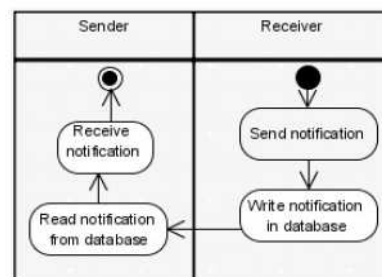 Sender
Receiver
Receive
notification
Send notification
Read notification
from database
Write notification
in database